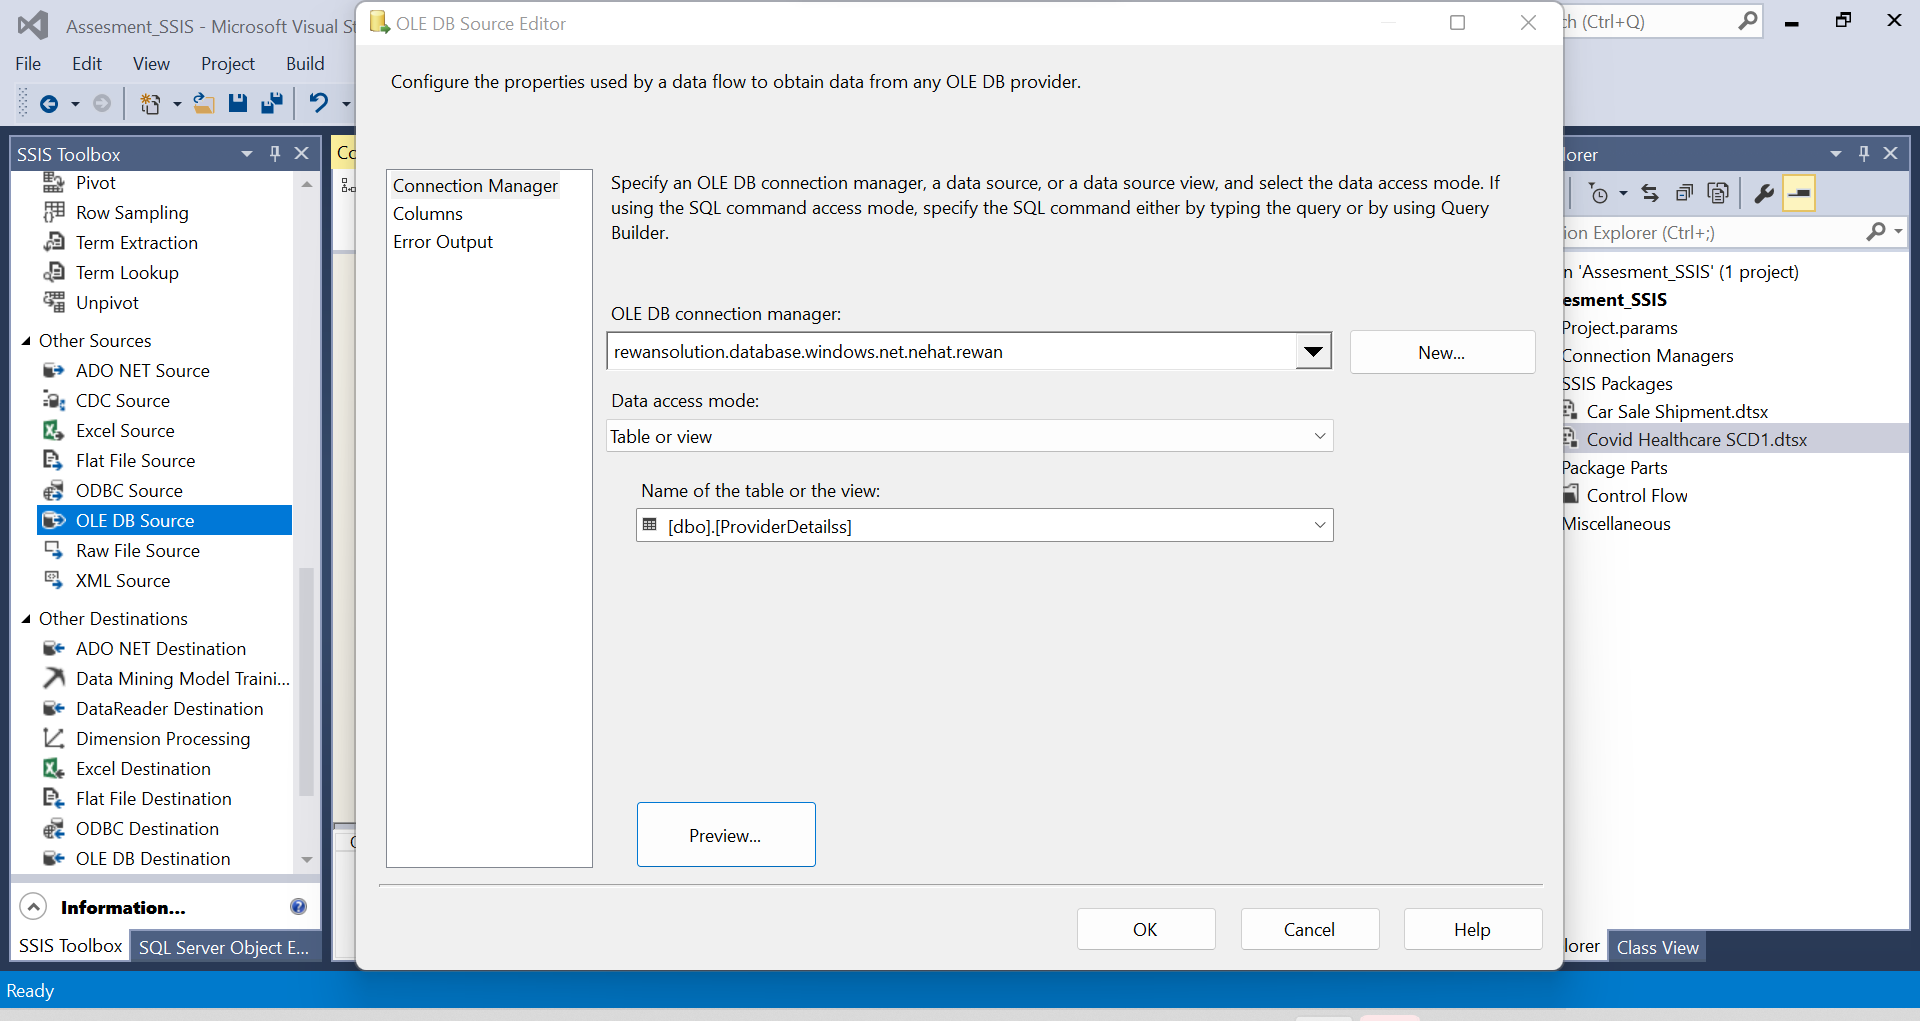 Assesment_SSIS - Microsoft Visual St
File Edit View Project Build
SSIS Toolbox
Pivot
Row Sampling
Term Extraction
Term Lookup
Unpivot
Other Sources
ADO NET Source
CDC Source
Excel Source
Flat File Source
ODBC Source
OLE DB Source
Raw File Source
XML Source
Other Destinations
ADO NET Destination
Data Mining Model Traini...
DataReader Destination
Dimension Processing
Excel Destination
Flat File Destination
ODBC Destination
OLE DB Destination
Information...
SSIS Toolbox
SQL Server Object E...
Ready
Co
OLE DB Source Editor
Configure the properties used by a data flow to obtain data from any OLE DB provider.
Connection Manager
Columns
Error Output
Specify an OLE DB connection manager, a data source, or a data source view, and select the data access mode. If
using the SQL command access mode, specify the SQL command either by typing the query or by using Query
Builder.
OLE DB connection manager:
rewansolution.database.windows.net.nehat.rewan
New...
Data access mode:
Table or view
Name of the table or the view:
[dbo].[ProviderDetailss]
Preview...
OK
Cancel
Help
ch (Ctrl+Q)
lorer
ion Explorer (Ctrl+;)
n 'Assesment_SSIS' (1 project)
esment_SSIS
Project.params
Connection Managers
SSIS Packages
Car Sale Shipment.dtsx
Covid Healthcare SCD1.dtsx
Package Parts
Control Flow
Miscellaneous
lorer
Class View